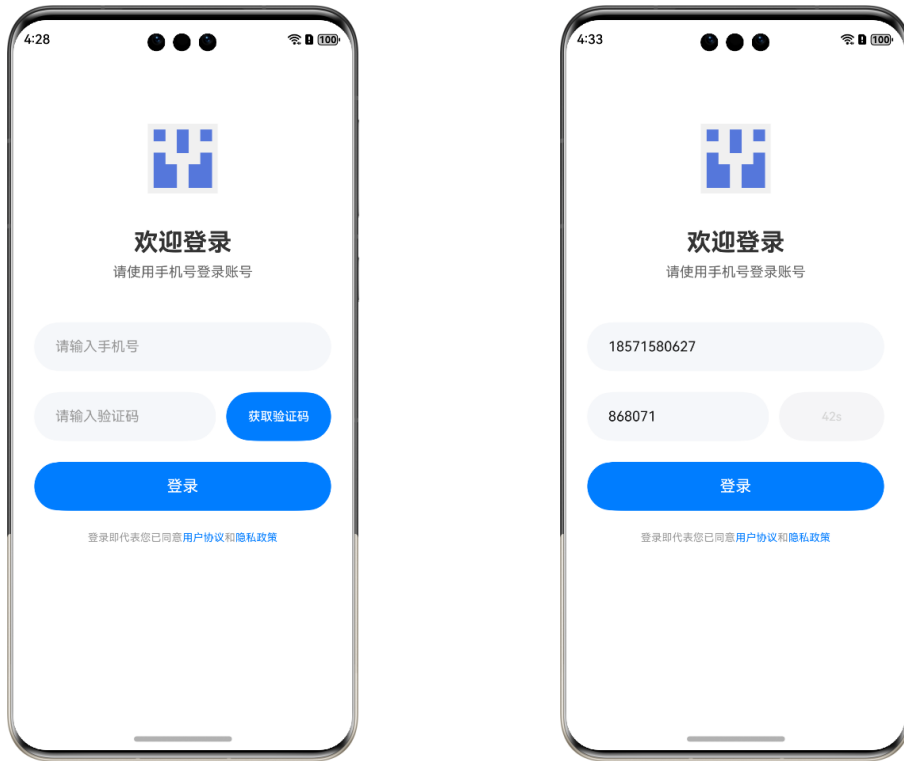 4:28
100
欢迎登录
请使用手机号登录账号
请输入手机号
请输入验证码
获取验证码
登录
登录即代表您已同意用户协议和隐私政策
4:33
100
欢迎登录
请使用手机号登录账号
18571580627
868071
42s
登录
登录即代表您已同意用户协议和隐私政策